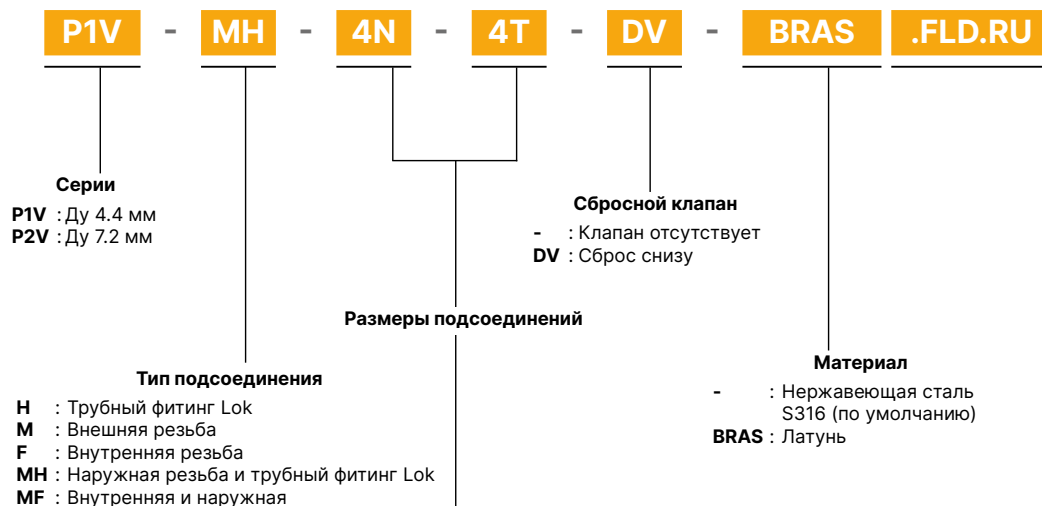 P1V - MH - 4N - 4T - DV - BRAS .FLD.RU
Серии
P1V : Ду 4.4 мм
P2V : Ду 7.2 мм
Сбросной клапан
- : Клапан отсутствует
DV : Сброс снизу
Размеры подсоединений
Тип подсоединения
H : Трубный фитинг Lok
M : Внешняя резьба
F : Внутренняя резьба
MH : Наружная резьба и трубный фитинг Lok
MF : Внутренняя и наружная
Материал
- : Нержавеющая сталь
S316 (по умолчанию)
BRAS : Латунь